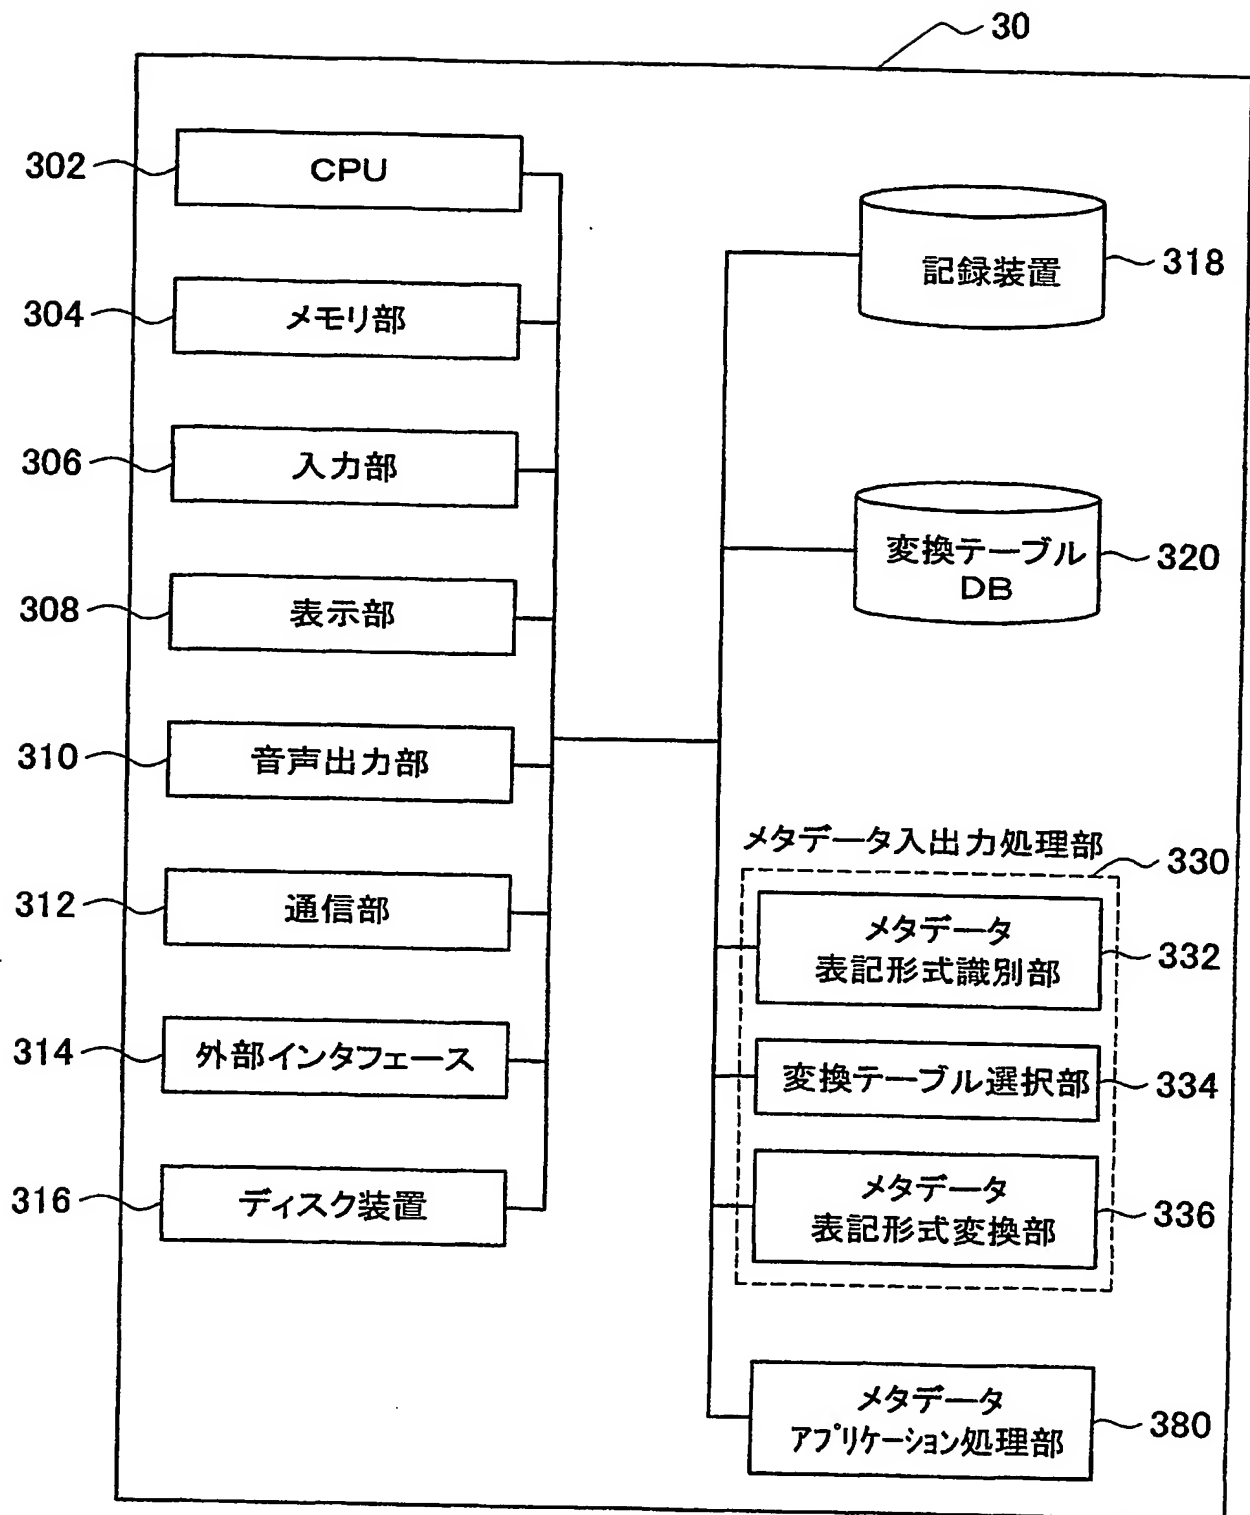 30
302
CPU
304
メモリ部
306
入力部
308
表示部
310
音声出力部
312
通信部
314
外部インタフェース
316
ディスク装置
記録装置
318
変換テーブル
DB
320
メタデータ入出力処理部
330
メタデータ
表記形式識別部
332
変換テーブル選択部
334
メタデータ
表記形式変換部
336
メタデータ
アプリケーション処理部
380